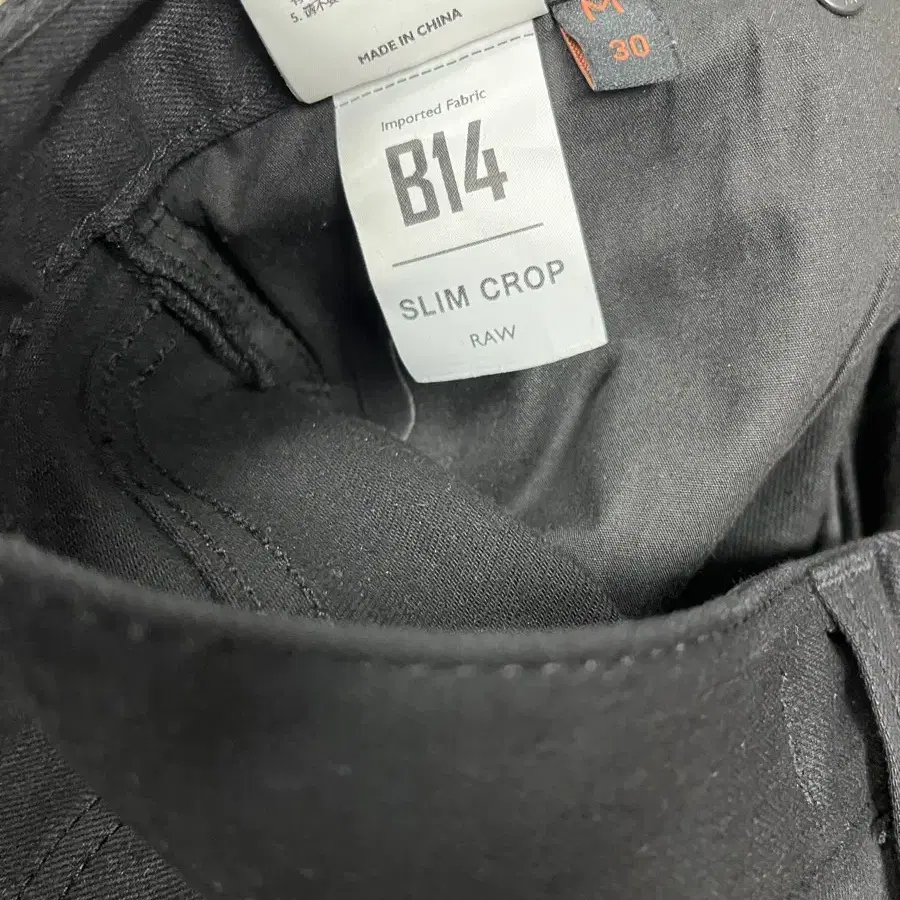 MADE IN CHINA
M
30
Imported Fabric
B14
SLIM CROP
RAW